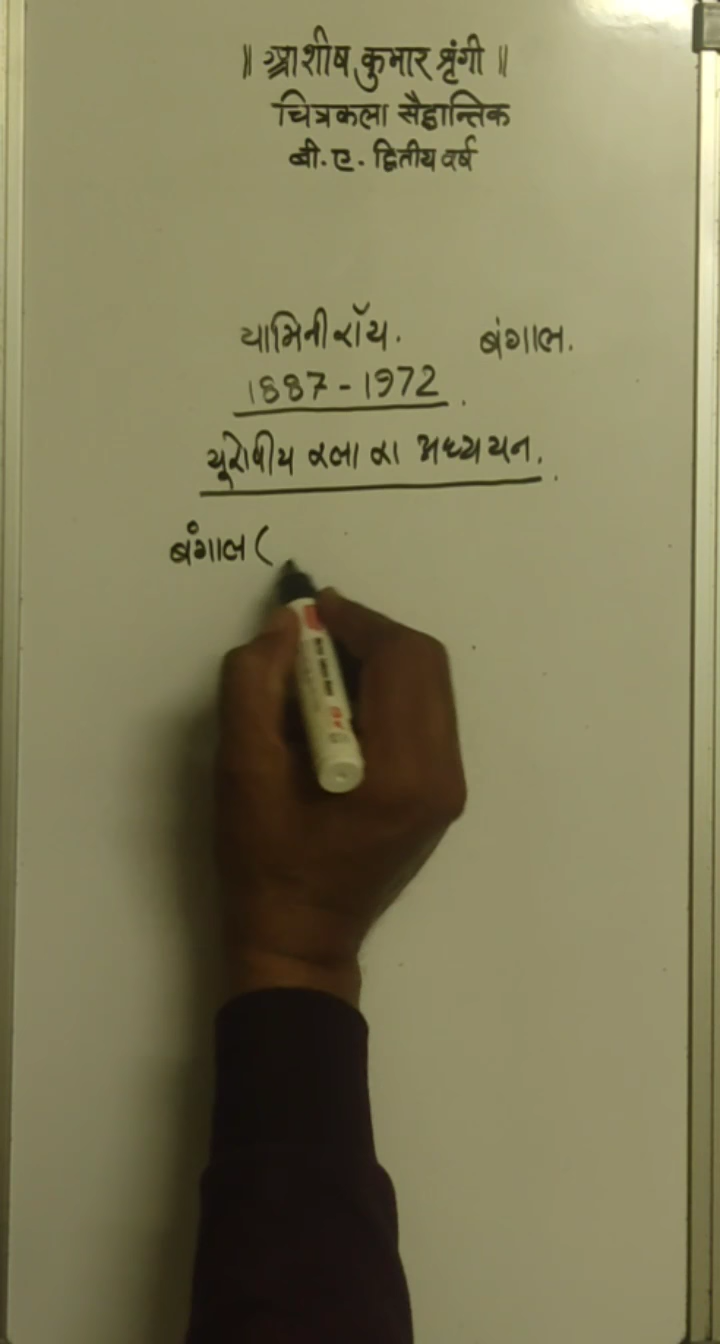 ॥ आशीष कुमार श्रृंगी ॥
चित्रकला सैद्धान्तिक
बी. ए. द्वितीय वर्ष
यामिनी रॉय. बंगाल.
1887 - 1972.
यूरोपीय कला का अध्ययन.
बंगाल (